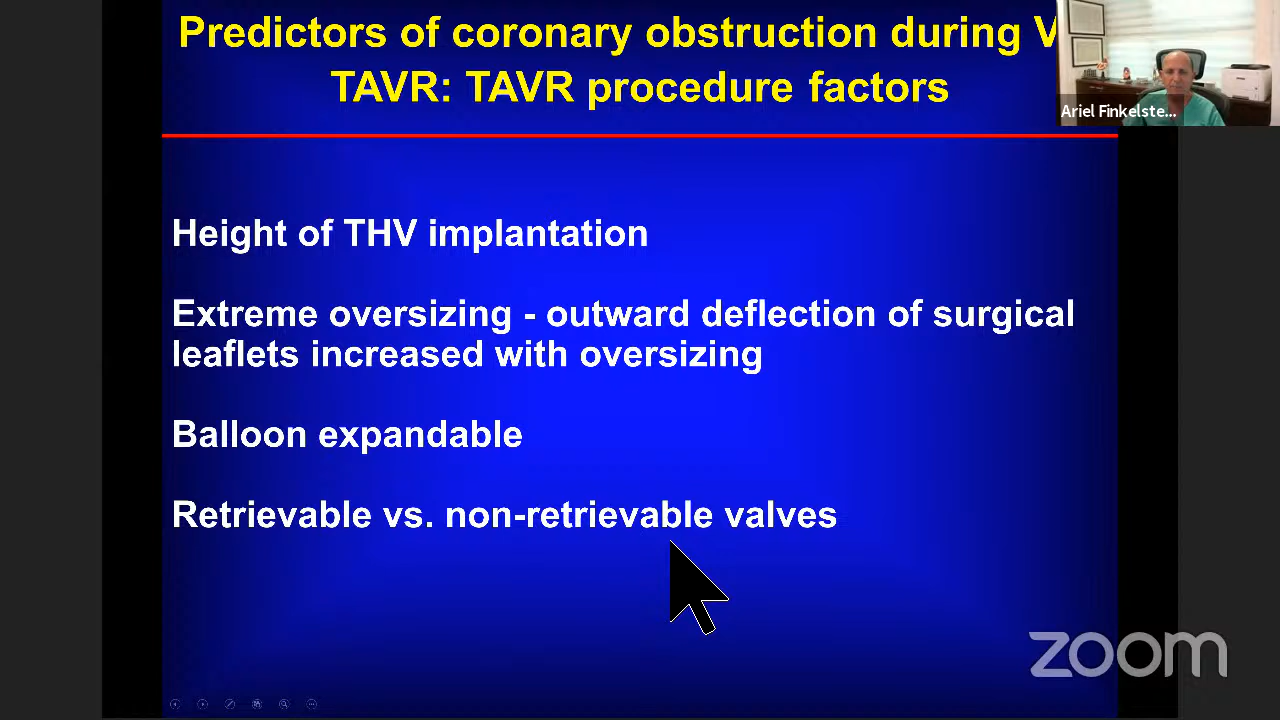 Predictors of coronary obstruction during V
TAVR: TAVR procedure factors
Ariel Finkelste...
Height of THV implantation
Extreme oversizing - outward deflection of surgical
leaflets increased with oversizing
Balloon expandable
Retrievable vs. non-retrievable valves
zoom